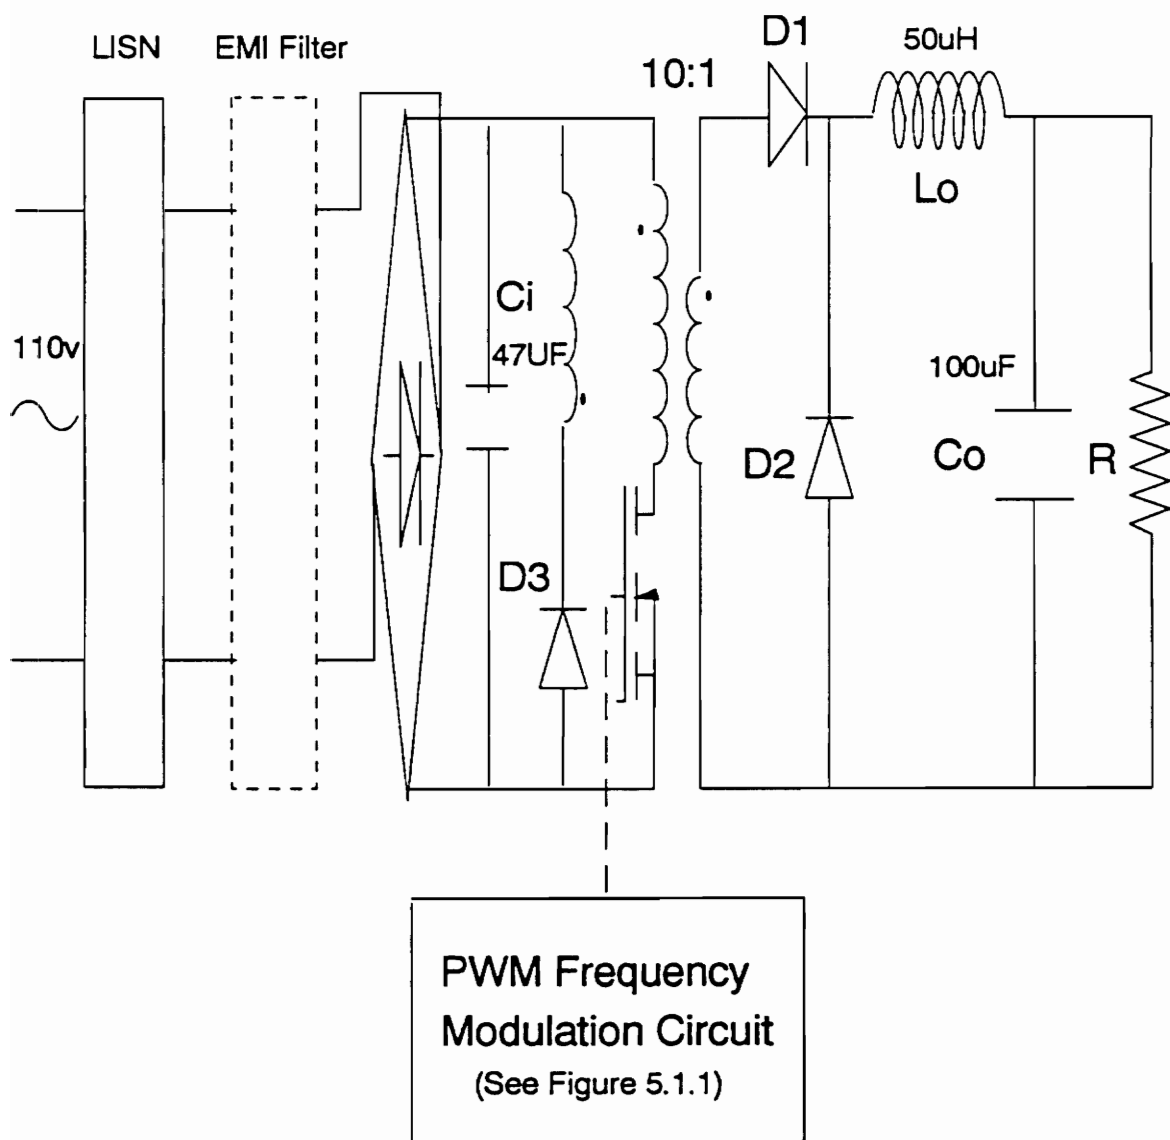 LISN
EMI Filter
D1
50uH
10:1
Lo
110v
Ci
47UF
100uF
D2
Co
R
D3
PWM Frequency
Modulation Circuit
(See Figure 5.1.1)